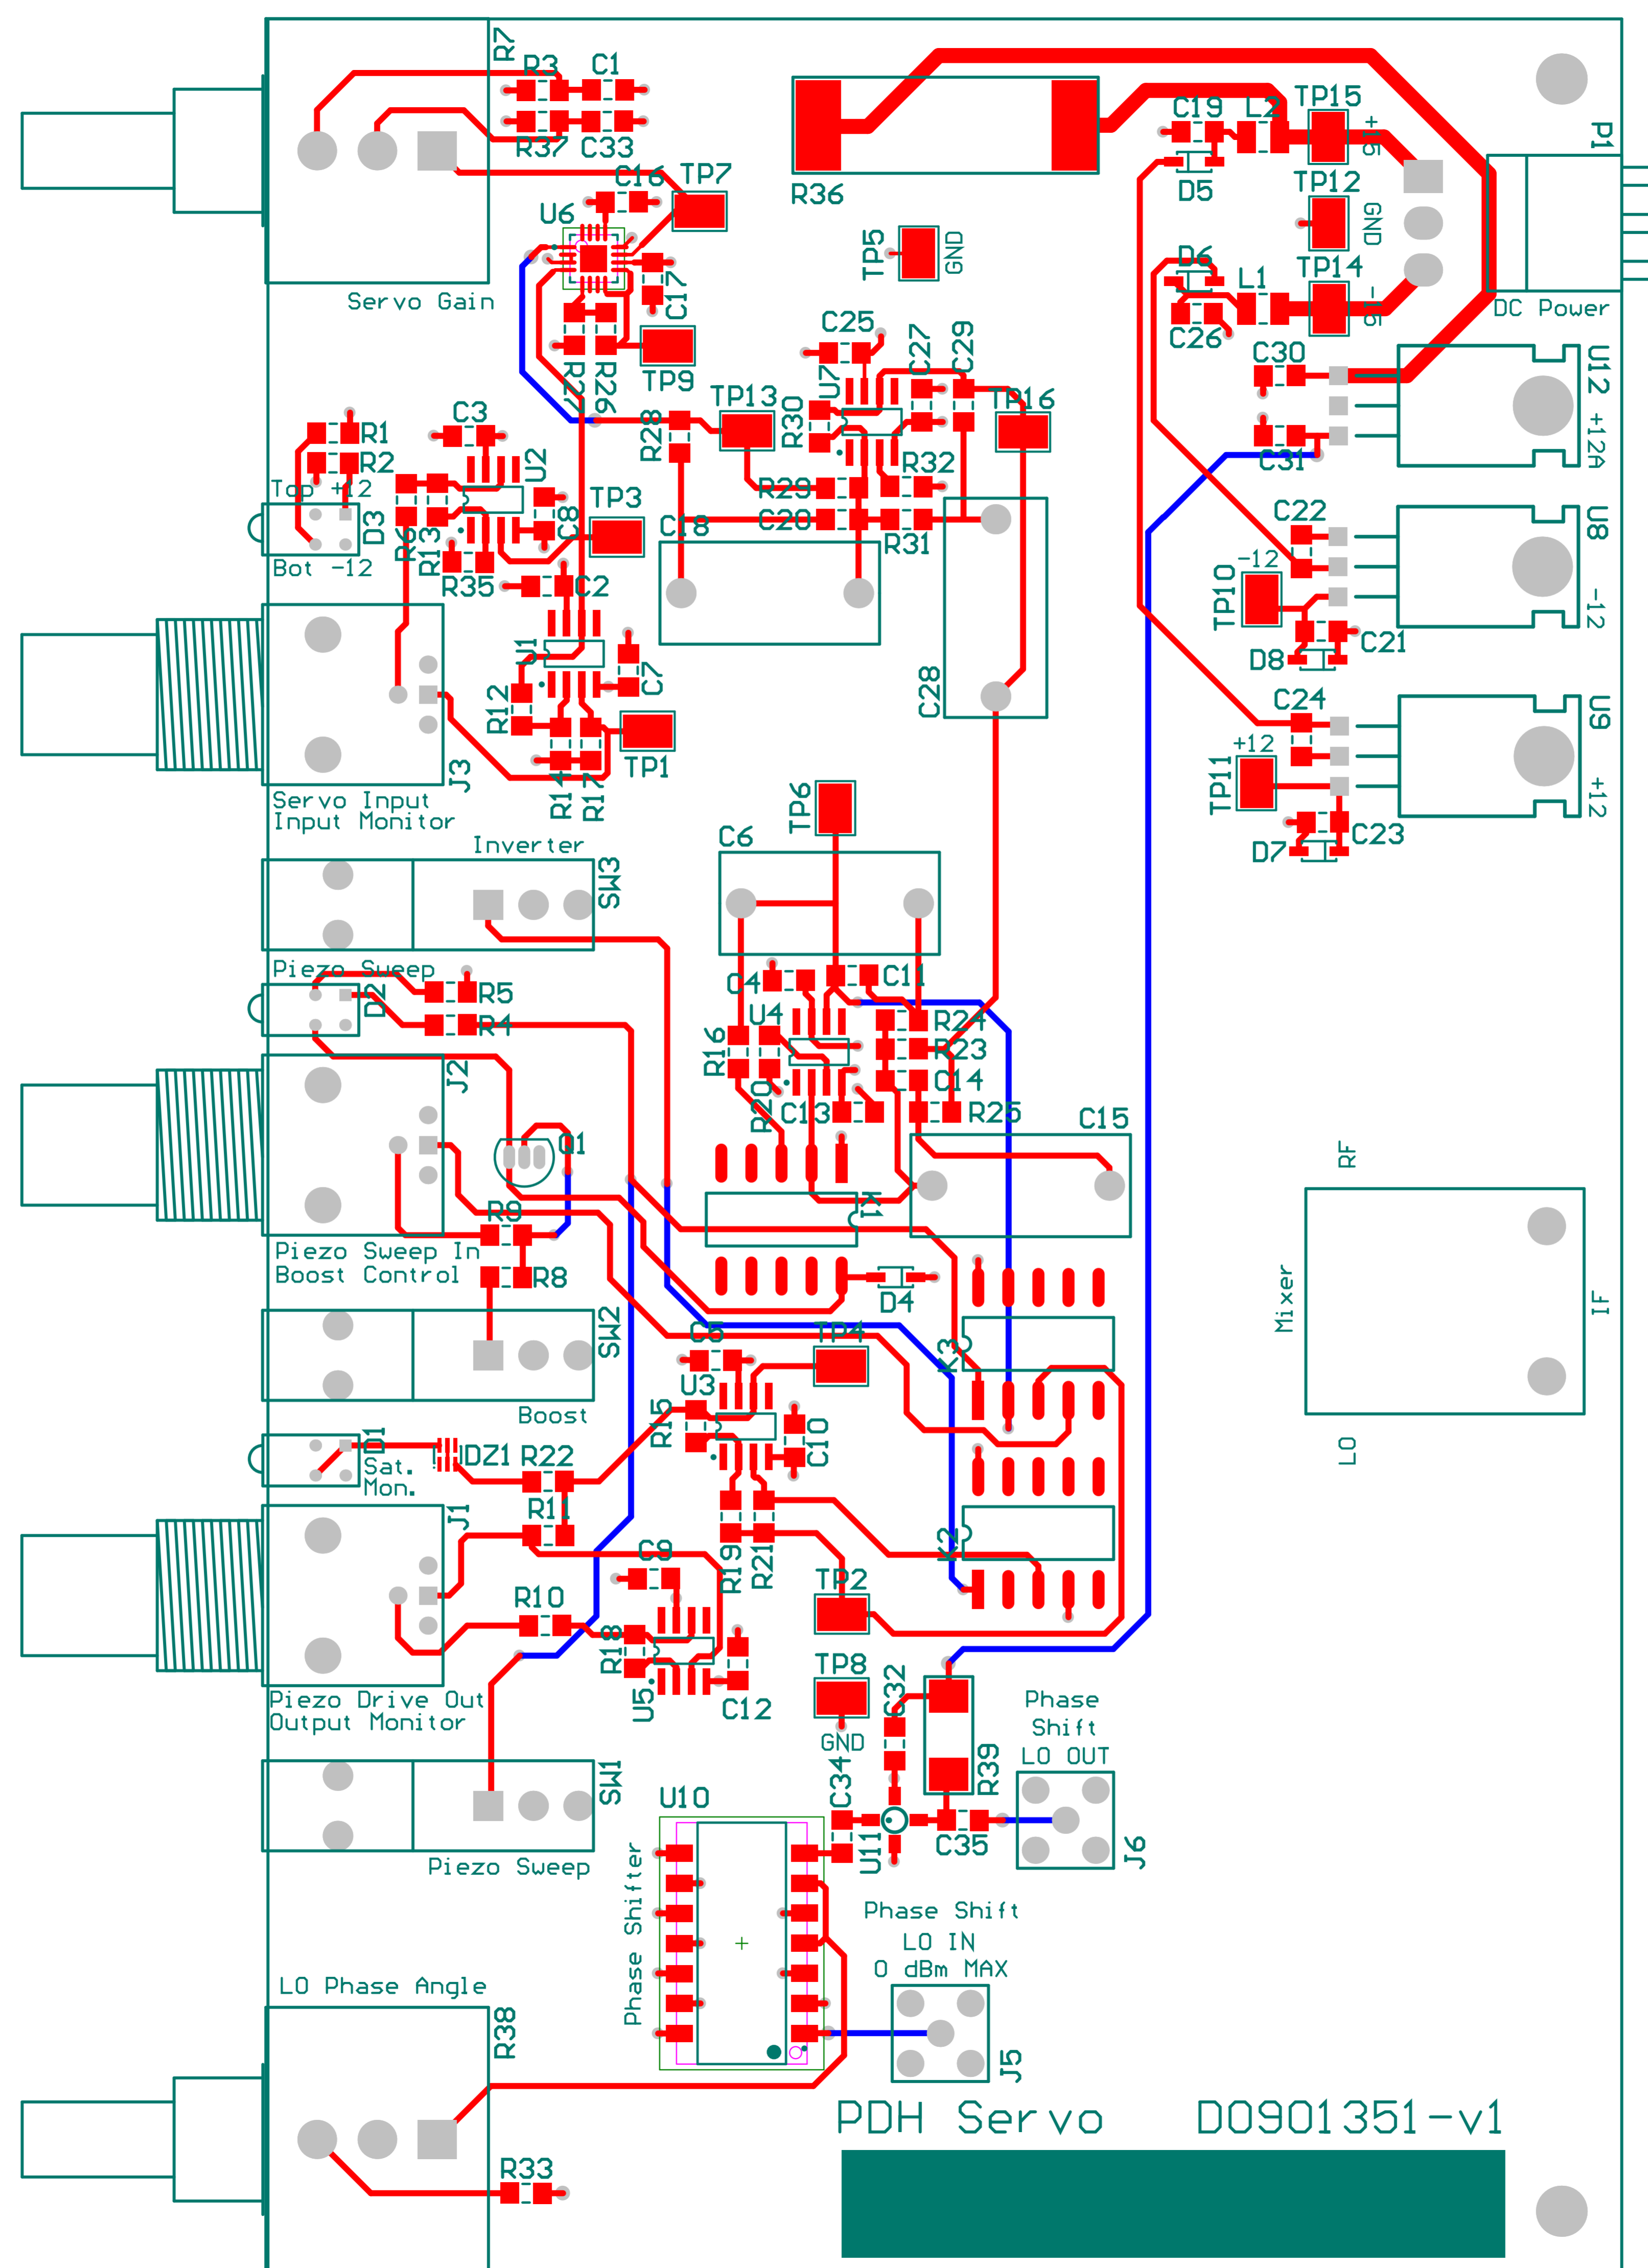 R7
R3
C1
R37
C33
C16
TP7
U6
Servo Gain
C17
R27
R26
TP9
R36
C19
L2
TP15
+15
D5
TP12
GND
P1
TP5
GND
D6
L1
TP14
-15
C26
DC Power
C25
C27
C29
U7
R30
TP13
TP16
R28
R32
R29
C20
R31
C18
C28
C30
U12
+12A
C31
C22
U8
-12
TP10
-12
D8
C21
C24
U9
TP11
+12
+12
D7
C23
R1
R2
C3
U2
Top +12
D3
R6
R13
C8
TP3
Bot -12
R35
C2
U1
C7
R12
TP1
R14
R17
J3
Servo Input
Input Monitor
Inverter
SW3
TP6
C6
Piezo Sweep
D2
R5
R4
C4
C11
U4
R24
R16
R23
R20
C14
C13
R25
C15
J2
Q1
K1
R9
Piezo Sweep In
Boost Control
R8
D4
RF
Mixer
IF
LO
SW2
C5
TP4
K3
U3
Boost
R15
C10
D1
Sat.
Mon.
DZ1
R22
R11
J1
K2
C9
R19
R21
TP2
R10
R18
U5
C12
TP8
GND
C32
R39
Piezo Drive Out
Output Monitor
Phase
Shift
LO OUT
SW1
C34
U10
U11
C35
J6
Piezo Sweep
Phase Shifter
Phase Shift
LO IN
0 dBm MAX
J5
LO Phase Angle
R38
PDH Servo D0901351-v1
R33